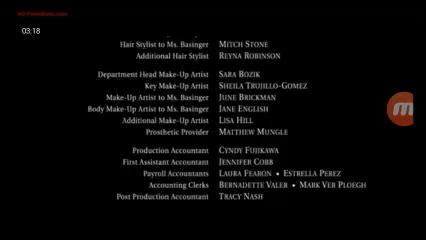 03:18
Hair Stylist to Ms. Basinger MITCH STONE
Additional Hair Stylist REYNA ROBINSON
Department Head Make-Up Artist SARA BOZIK
Key Make-Up Artist SHEILA TRUJILLO-GOMEZ
Make-Up Artist to Ms. Basinger JUNE BRICKMAN
Body Make-Up Artist to Ms. Basinger JANE ENGLISH
Additional Make-Up Artist LISA HILL
Prosthetic Provider MATTHEW MUNGLE
Production Accountant CYNDY FUJIKAWA
First Assistant Accountant JENNIFER COBB
Payroll Accountants LAURA FEARON • ESTRELLA PEREZ
Accounting Clerks BERNADETTE VALER • MARK VER PLOEGH
Post Production Accountant TRACY NASH